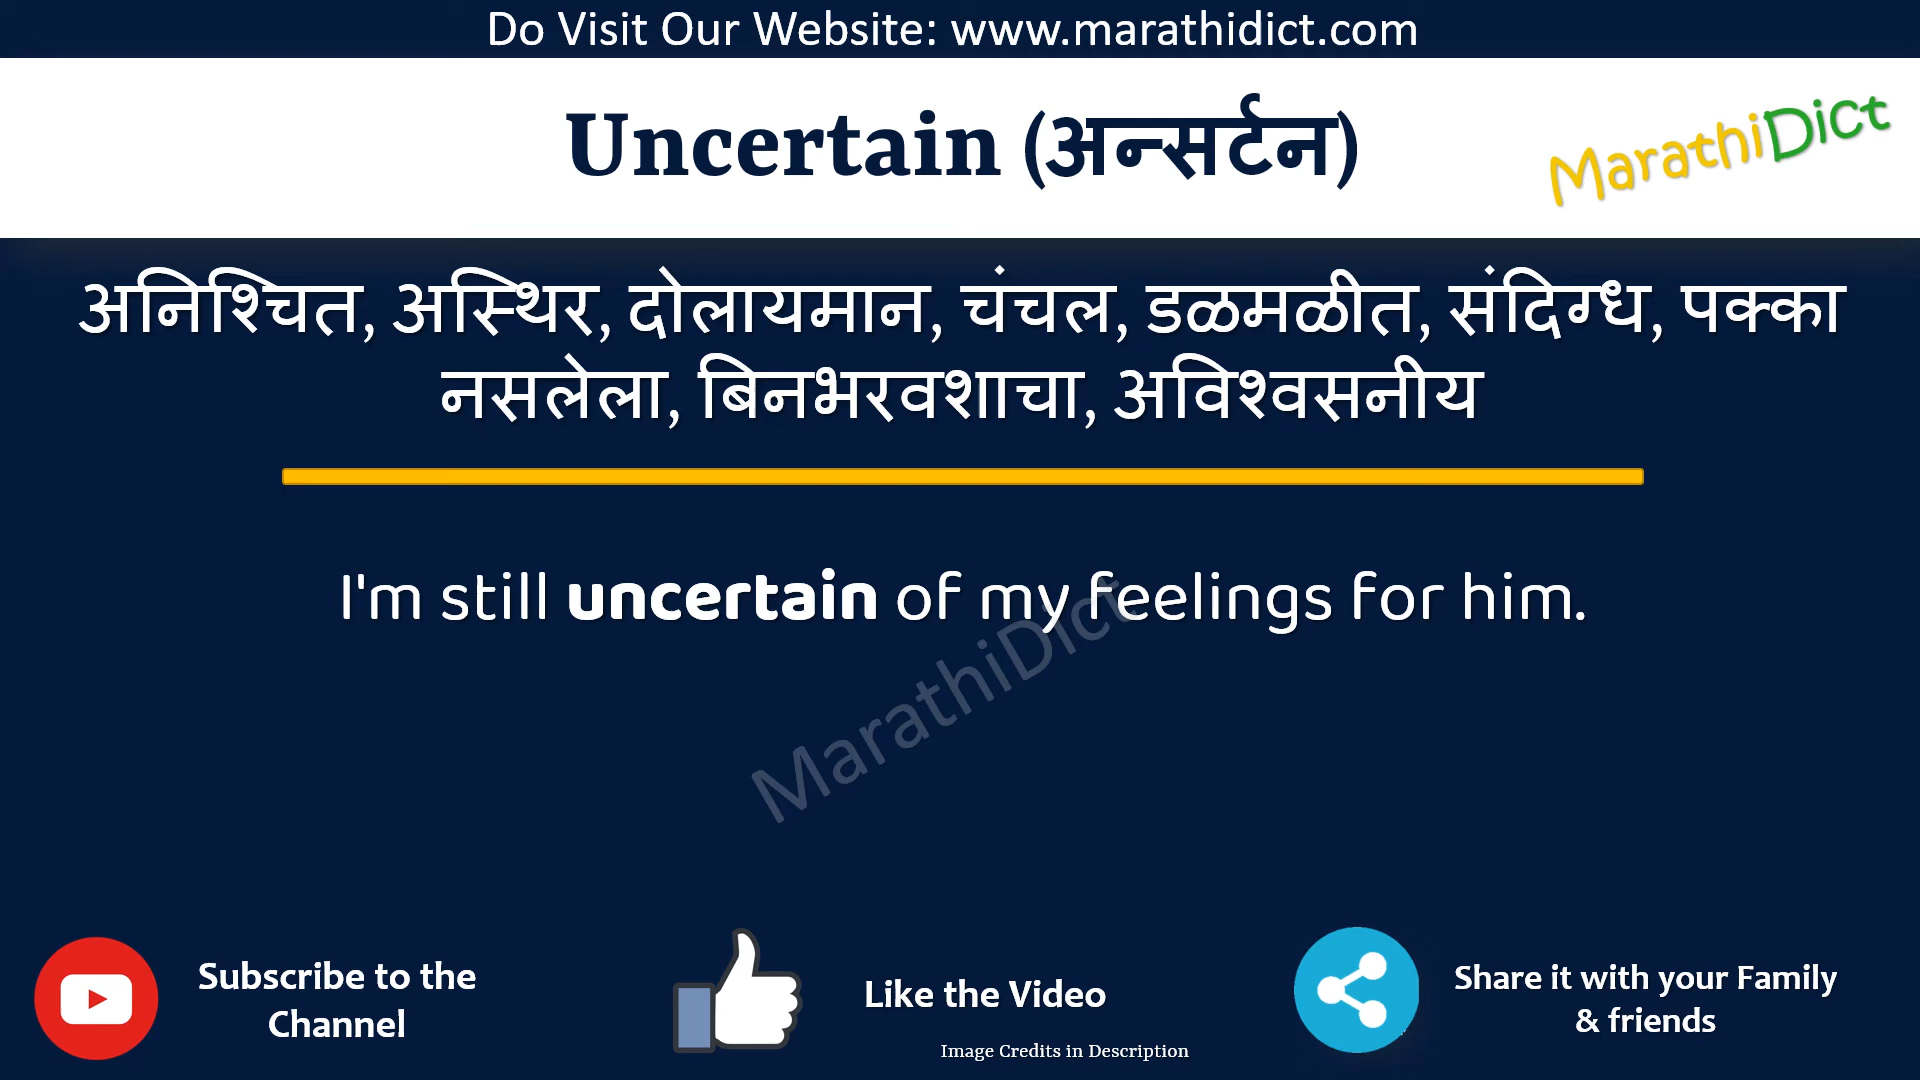 Do Visit Our Website: www.marathidict.com
Uncertain (अन्सर्टन)
MarathiDict
अनिश्चित, अस्थिर, दोलायमान, चंचल, डळमळीत, संदिग्ध, पक्का
नसलेला, बिनभरवशाचा, अविश्वसनीय
I'm still uncertain of my feelings for him.
MarathiDict
Subscribe to the
Channel
Like the Video
Share it with your Family
& friends
Image Credits in Description